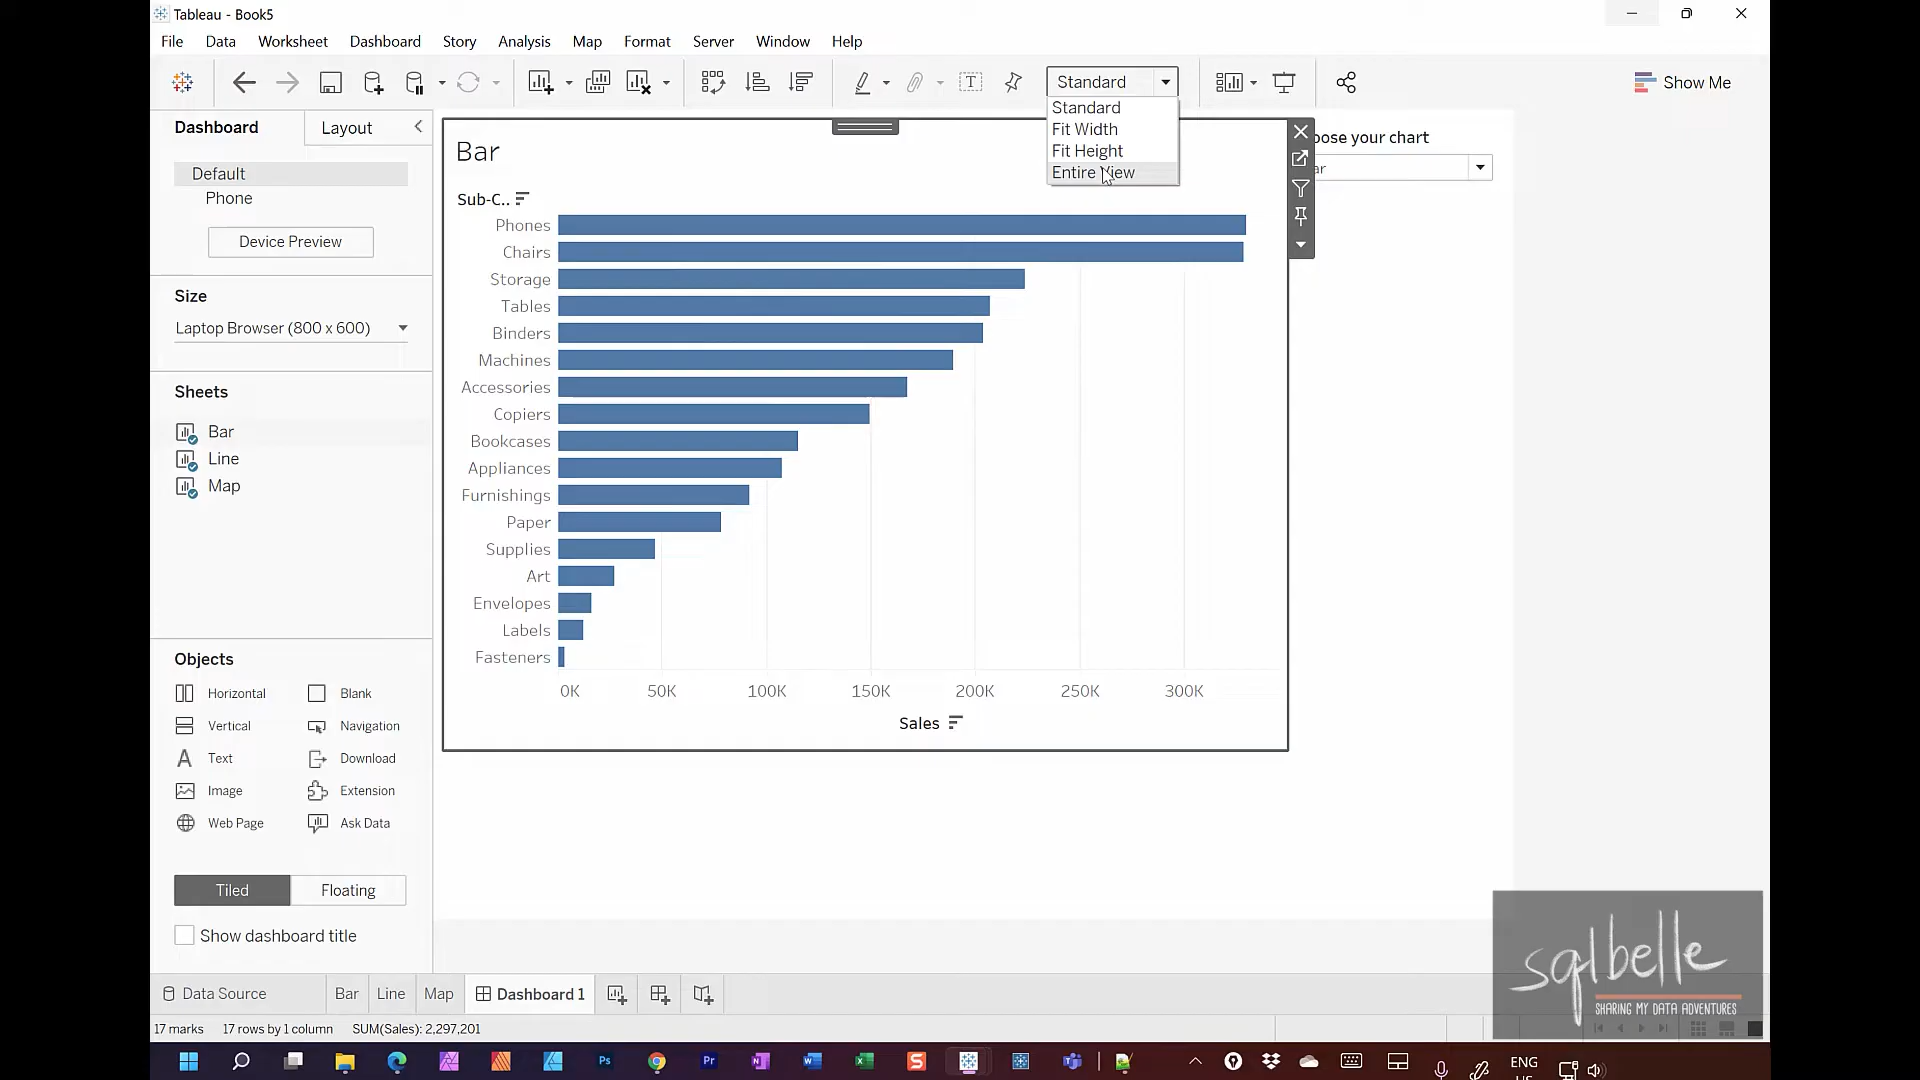 Tableau - Book5
File Data Worksheet Dashboard Story Analysis Map Format Server Window Help
Standard
Show Me
Standard
Fit Width
Fit Height
Entire View
Dashboard Layout
Default
Phone
Device Preview
Size
Laptop Browser (800 x 600)
Sheets
Bar
Line
Map
Objects
Horizontal Blank
Vertical Navigation
Text Download
Image Extension
Web Page Ask Data
Tiled Floating
Show dashboard title
Bar
Sub-C..
Phones
Chairs
Storage
Tables
Binders
Machines
Accessories
Copiers
Bookcases
Appliances
Furnishings
Paper
Supplies
Art
Envelopes
Labels
Fasteners
0K 50K 100K 150K 200K 250K 300K
Sales
oose your chart
ar
sqlbelle
SHARING MY DATA ADVENTURES
Data Source Bar Line Map Dashboard 1
17 marks 17 rows by 1 column SUM(Sales): 2,297,201
Ps Pr N W X S ENG